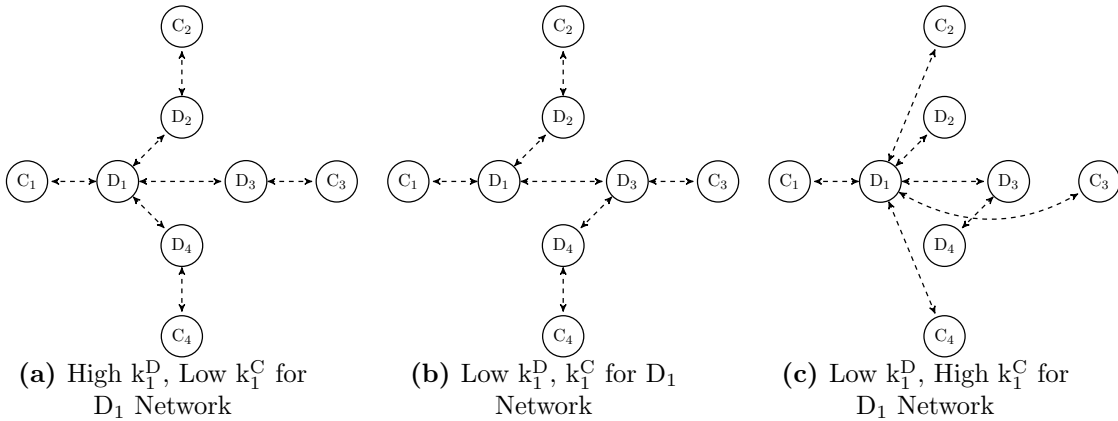 C₂
D₂
C₁ D₁ D₃ C₃
D₄
C₄
(a) High k₁ᴰ, Low k₁ᶜ for
D₁ Network
C₂
D₂
C₁ D₁ D₃ C₃
D₄
C₄
(b) Low k₁ᴰ, k₁ᶜ for D₁
Network
C₂
D₂
C₁ D₁ D₃ C₃
D₄
C₄
(c) Low k₁ᴰ, High k₁ᶜ for
D₁ Network